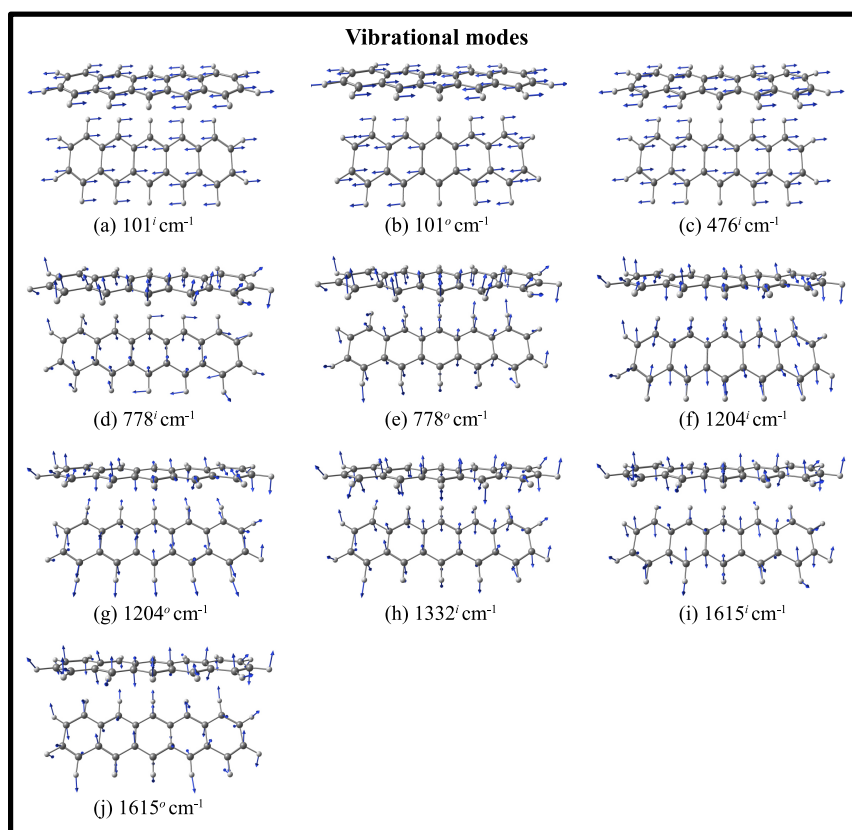 Vibrational modes
(a) 101ⁱ cm⁻¹
(b) 101ᵒ cm⁻¹
(c) 476ⁱ cm⁻¹
(d) 778ⁱ cm⁻¹
(e) 778ᵒ cm⁻¹
(f) 1204ⁱ cm⁻¹
(g) 1204ᵒ cm⁻¹
(h) 1332ⁱ cm⁻¹
(i) 1615ⁱ cm⁻¹
(j) 1615ᵒ cm⁻¹